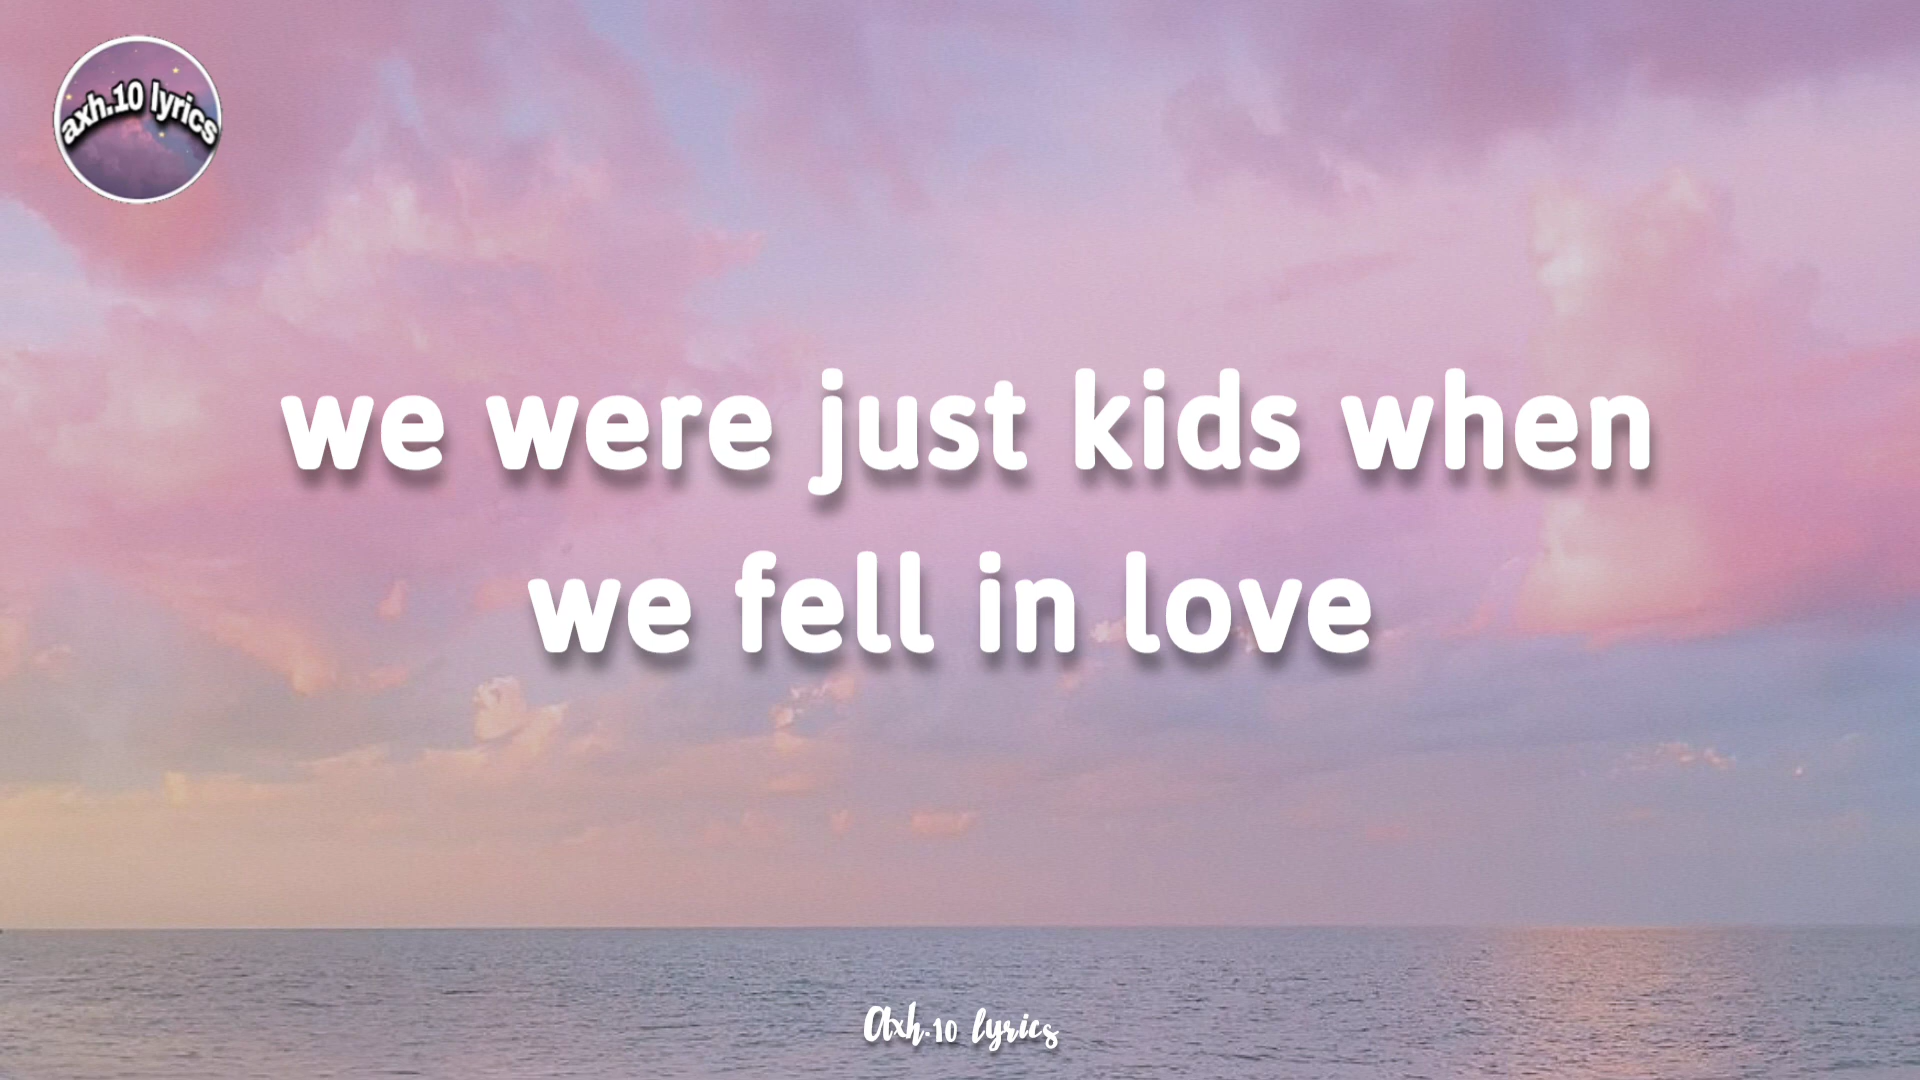 axh.10 lyrics
we were just kids when
we fell in love
Axh.10 lyrics